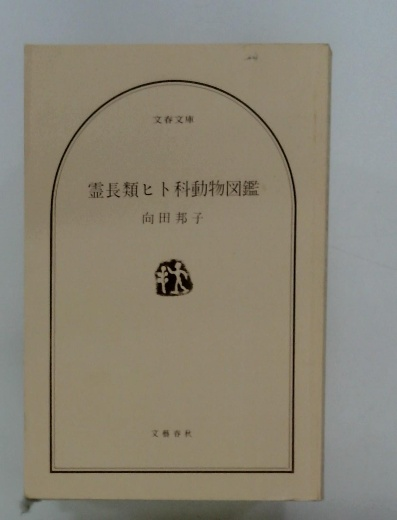 文春文庫
霊長類ヒト科動物図鑑
向田邦子
文藝春秋